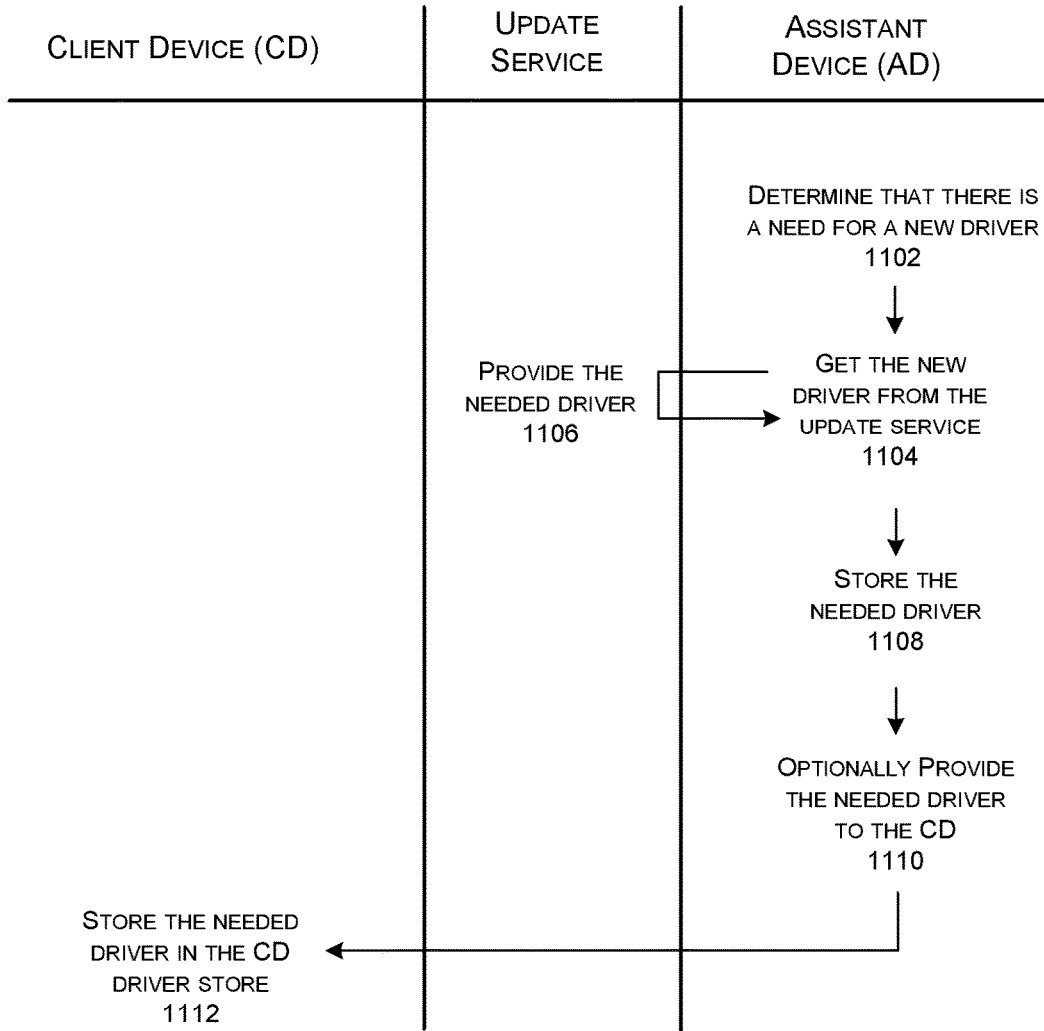 CLIENT DEVICE (CD)
UPDATE
SERVICE
ASSISTANT
DEVICE (AD)
DETERMINE THAT THERE IS
A NEED FOR A NEW DRIVER
1102
PROVIDE THE
NEEDED DRIVER
1106
GET THE NEW
DRIVER FROM THE
UPDATE SERVICE
1104
STORE THE
NEEDED DRIVER
1108
OPTIONALLY PROVIDE
THE NEEDED DRIVER
TO THE CD
1110
STORE THE NEEDED
DRIVER IN THE CD
DRIVER STORE
1112